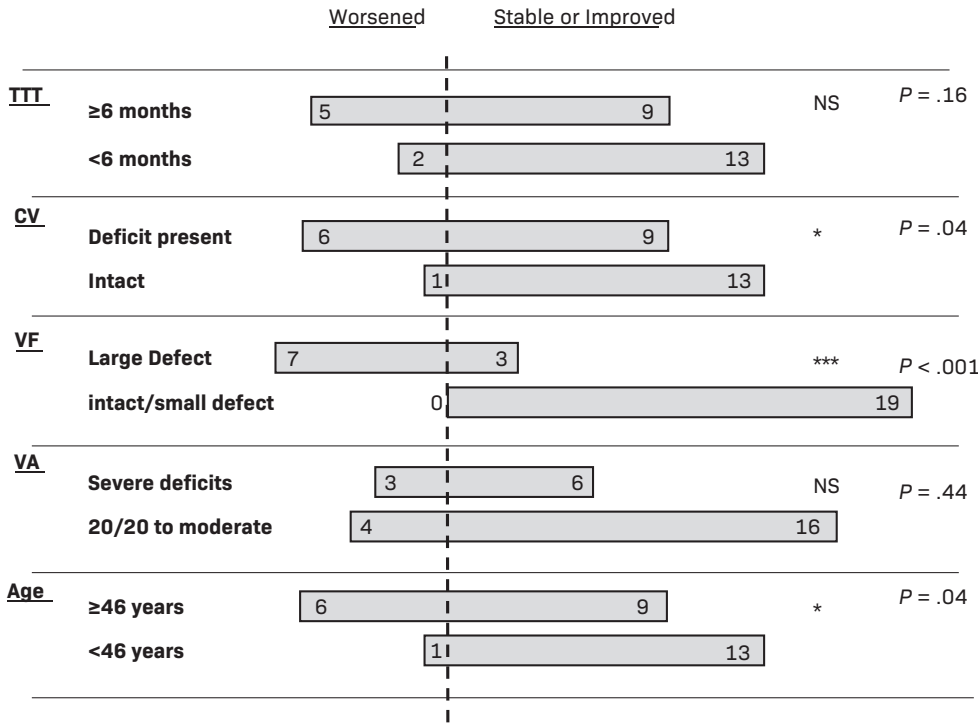 Worsened Stable or Improved
TTT ≥6 months 5 9 NS P = .16
<6 months 2 13
CV Deficit present 6 9 * P = .04
Intact 1 13
VF Large Defect 7 3 *** P < .001
intact/small defect 0 19
VA Severe deficits 3 6 NS P = .44
20/20 to moderate 4 16
Age ≥46 years 6 9 * P = .04
<46 years 1 13